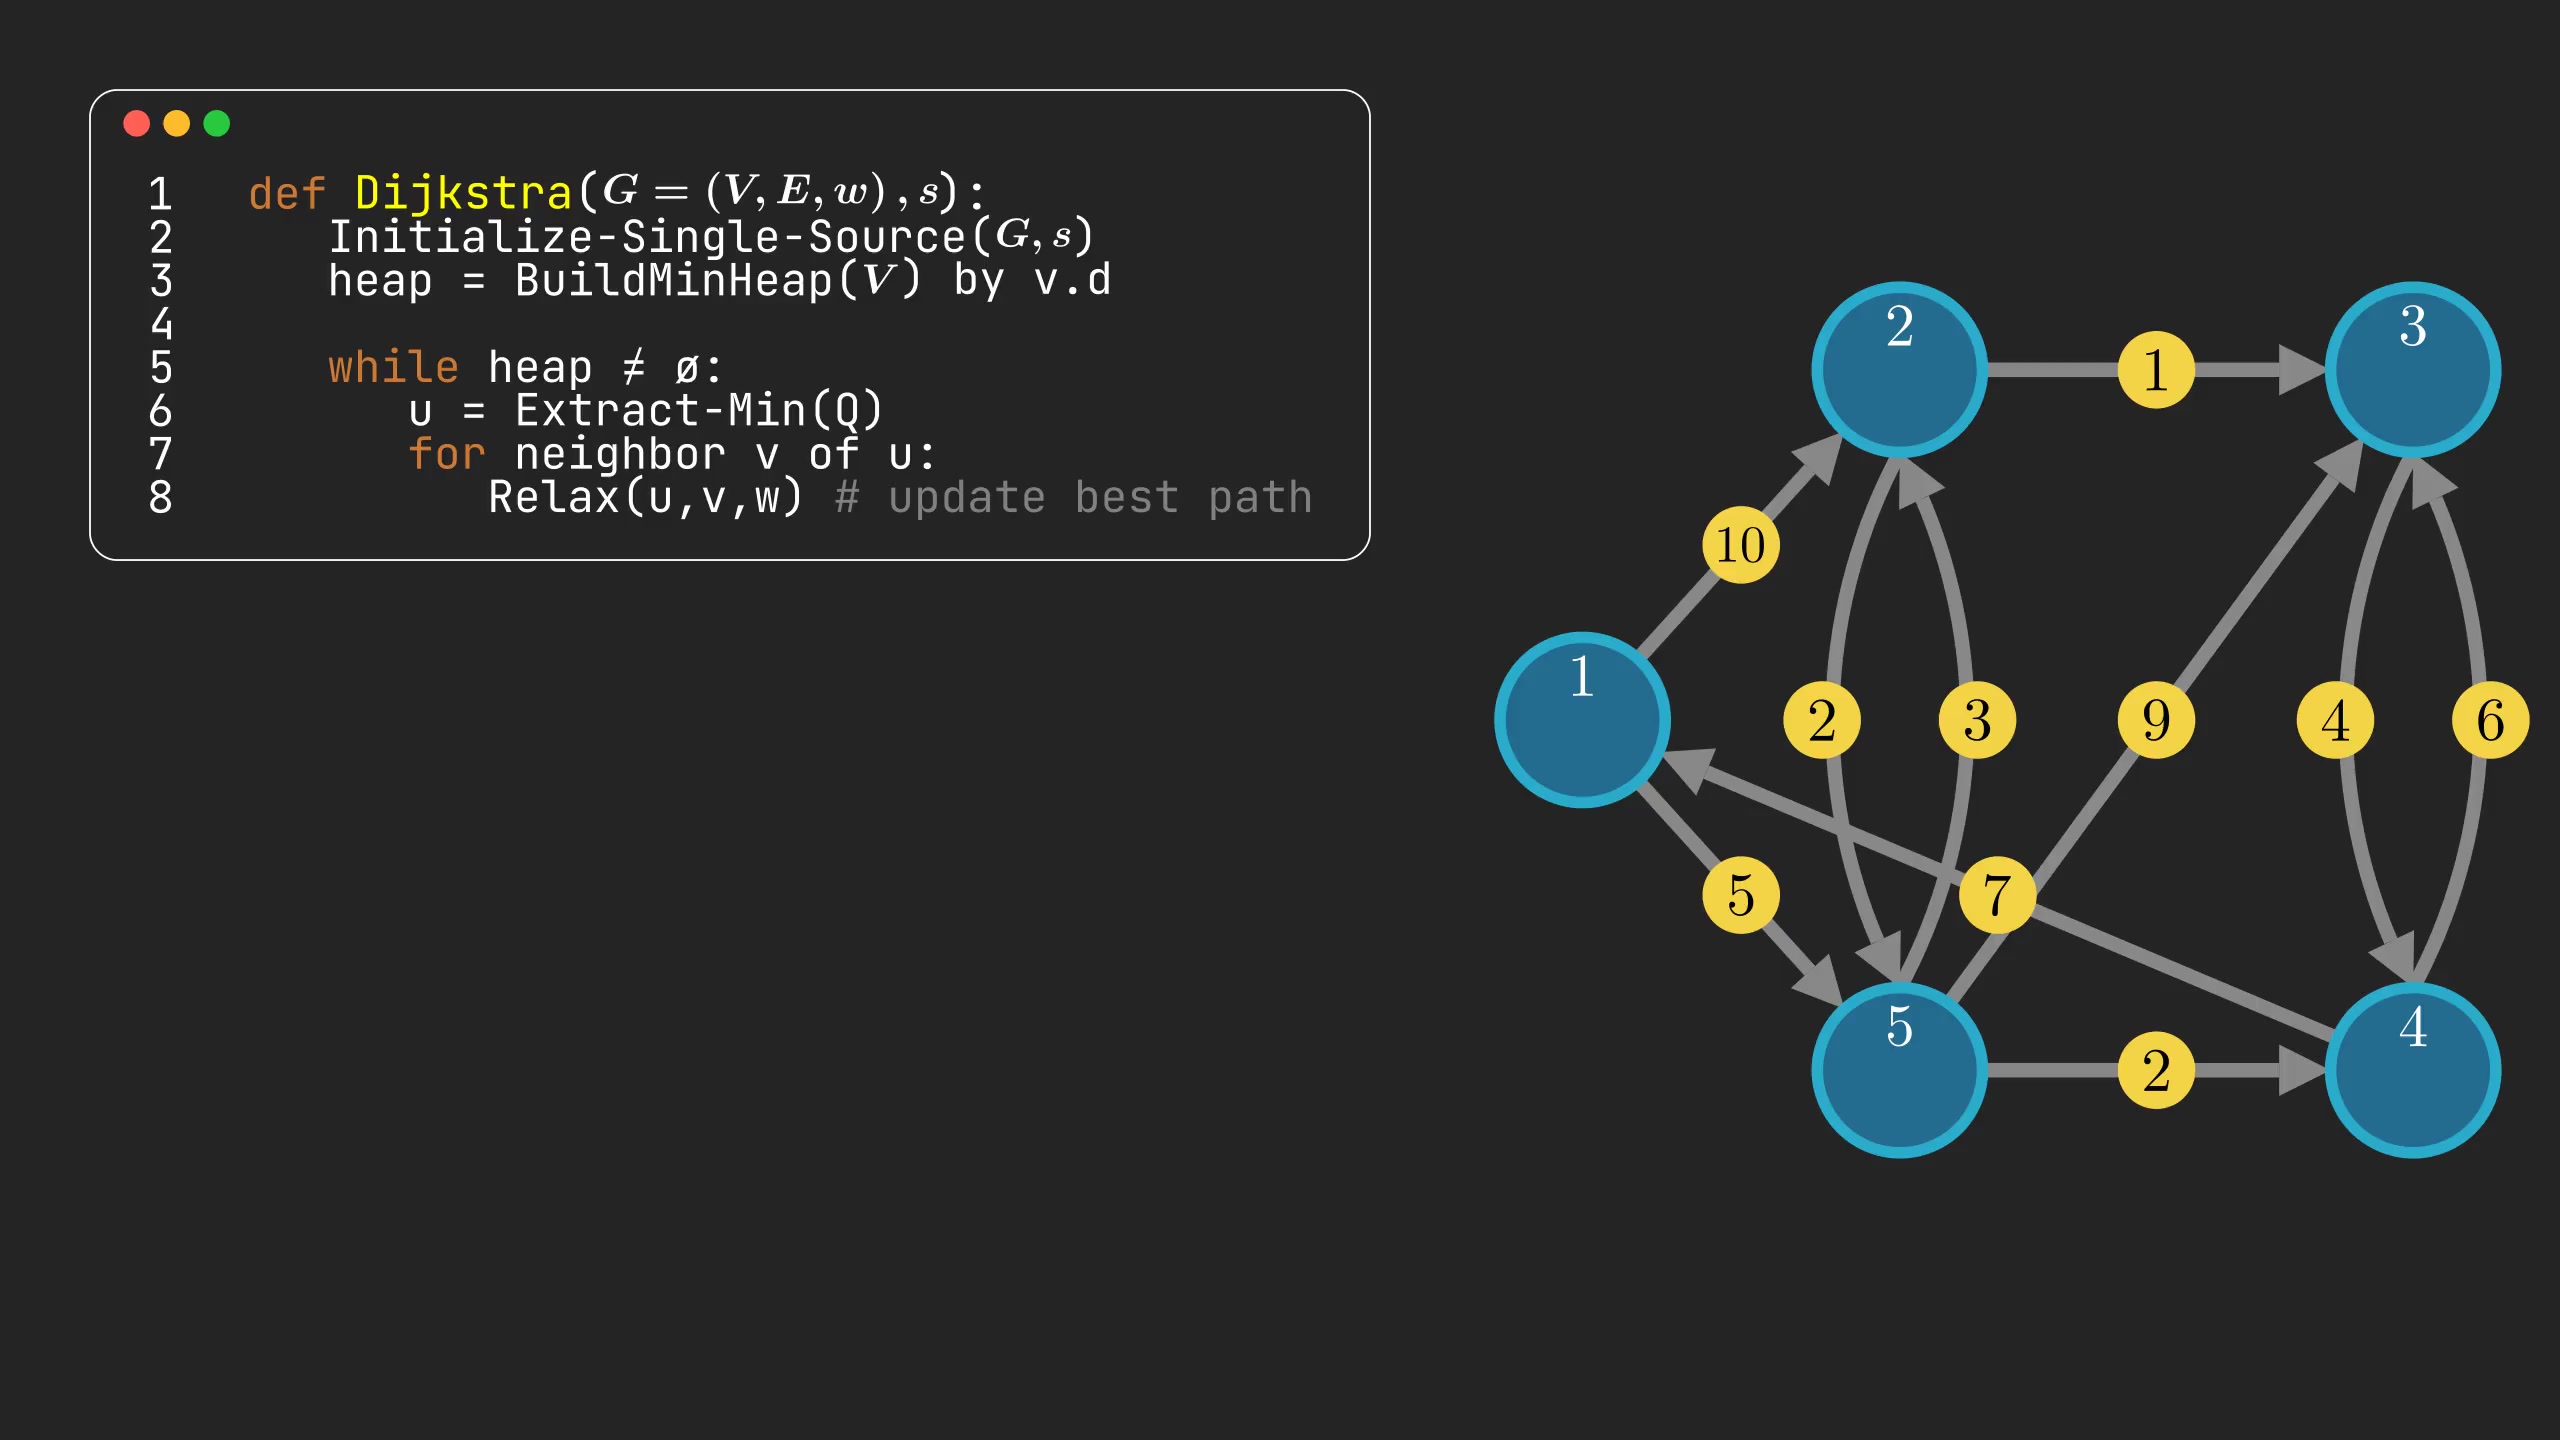 1 def Dijkstra(G = (V, E, w) , s):
2 Initialize-Single-Source(G, s)
3 heap = BuildMinHeap(V) by v.d
4
5 while heap ≠ ø:
6 u = Extract-Min(Q)
7 for neighbor v of u:
8 Relax(u,v,w) # update best path
2
1
3
10
1
2
3
9
4
6
5
7
5
2
4